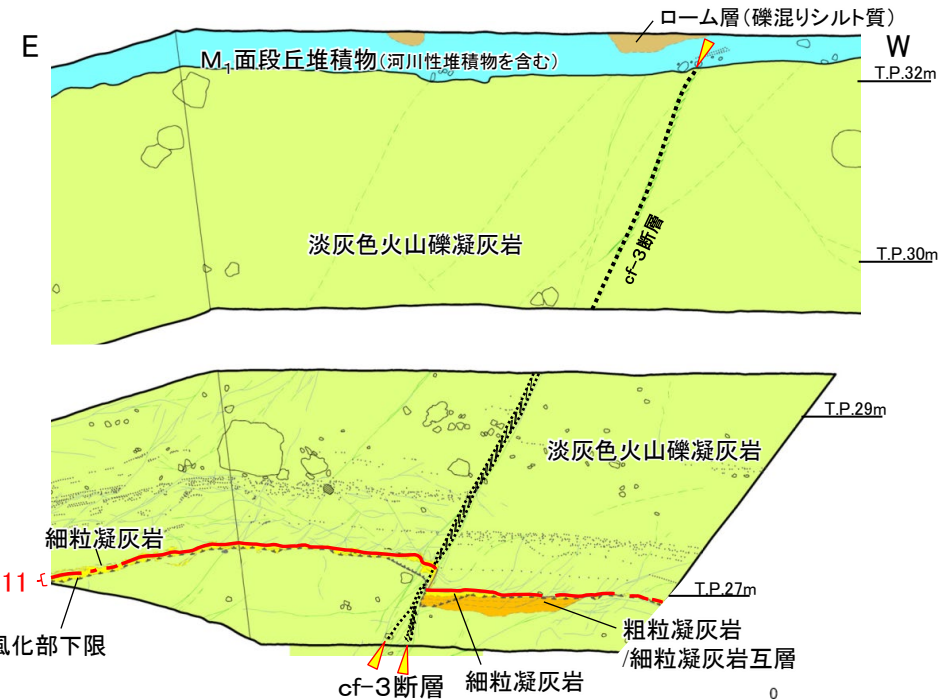 ローム層（礫混りシルト質）
E
W
M1面段丘堆積物（河川性堆積物を含む）
T.P.32m
淡灰色火山礫凝灰岩
cf-3断層
T.P.30m
T.P.29m
淡灰色火山礫凝灰岩
細粒凝灰岩
11
T.P.27m
風化部下限
粗粒凝灰岩
/細粒凝灰岩互層
cf-3断層
細粒凝灰岩
0